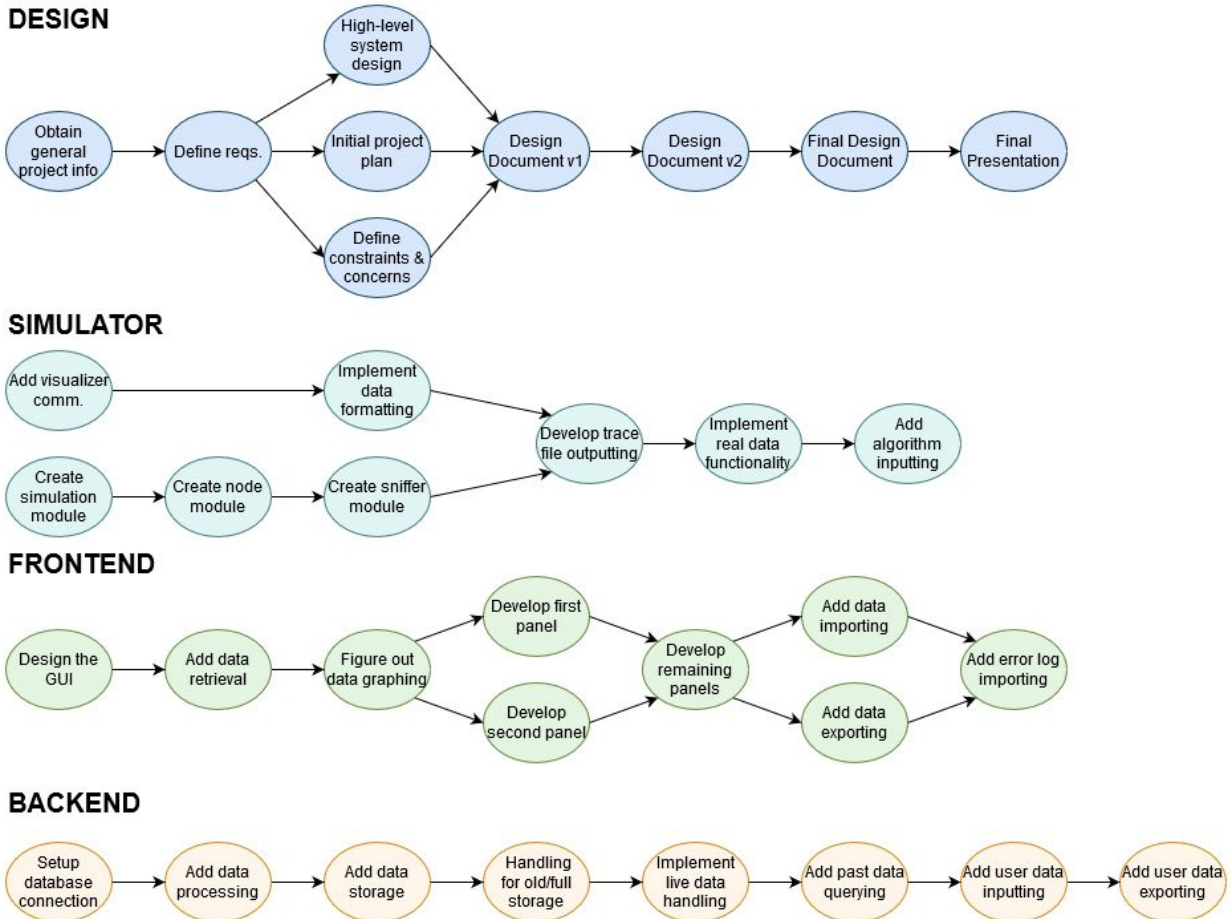 DESIGN
High-level
system
design
Obtain
general
project info
Define reqs.
Initial project
plan
Design
Document v1
Design
Document v2
Final Design
Document
Final
Presentation
Define
constraints &
concerns
SIMULATOR
Add visualizer
comm.
Implement
data
formatting
Develop trace
file outputting
Implement
real data
functionality
Add
algorithm
inputting
Create
simulation
module
Create node
module
Create sniffer
module
FRONTEND
Design the
GUI
Add data
retrieval
Figure out
data graphing
Develop first
panel
Develop
second panel
Develop
remaining
panels
Add data
importing
Add data
exporting
Add error log
importing
BACKEND
Setup
database
connection
Add data
processing
Add data
storage
Handling
for old/full
storage
Implement
live data
handling
Add past data
querying
Add user data
inputting
Add user data
exporting